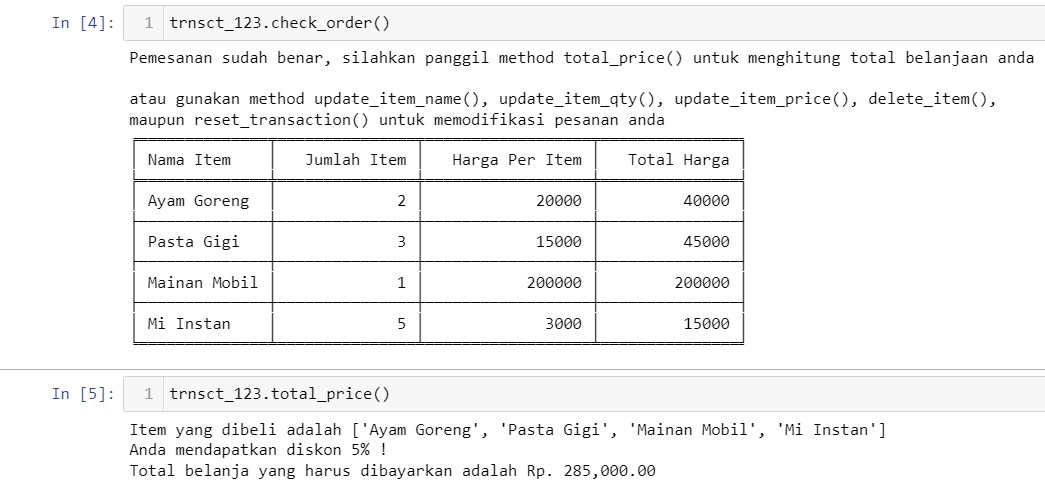 In [4]: 1 trnsct_123.check_order()
Pemesanan sudah benar, silahkan panggil method total_price() untuk menghitung total belanjaan anda
atau gunakan method update_item_name(), update_item_qty(), update_item_price(), delete_item(),
maupun reset_transaction() untuk memodifikasi pesanan anda
Nama Item Jumlah Item Harga Per Item Total Harga
Ayam Goreng 2 20000 40000
Pasta Gigi 3 15000 45000
Mainan Mobil 1 200000 200000
Mi Instan 5 3000 15000
In [5]: 1 trnsct_123.total_price()
Item yang dibeli adalah ['Ayam Goreng', 'Pasta Gigi', 'Mainan Mobil', 'Mi Instan']
Anda mendapatkan diskon 5% !
Total belanja yang harus dibayarkan adalah Rp. 285,000.00